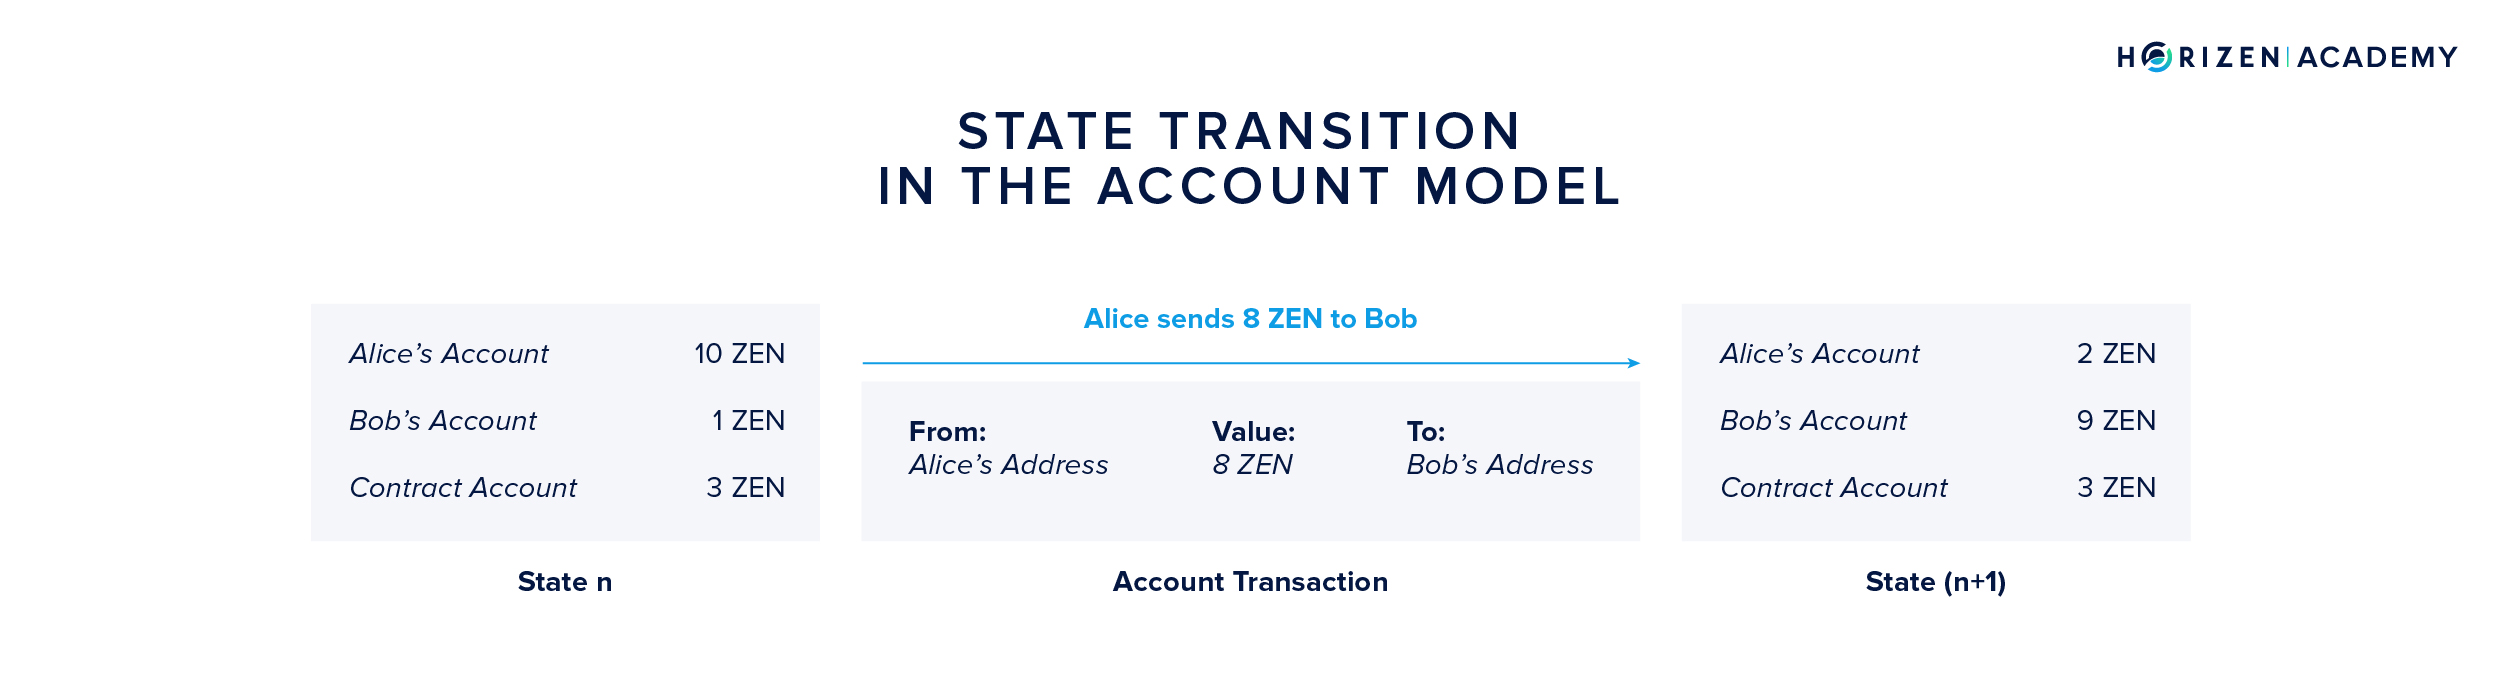 HORIZEN | ACADEMY
STATE TRANSITION
IN THE ACCOUNT MODEL
Alice’s Account 10 ZEN
Bob’s Account 1 ZEN
Contract Account 3 ZEN
State n
Alice sends 8 ZEN to Bob
From: Value: To:
Alice’s Address 8 ZEN Bob’s Address
Account Transaction
Alice’s Account 2 ZEN
Bob’s Account 9 ZEN
Contract Account 3 ZEN
State (n+1)